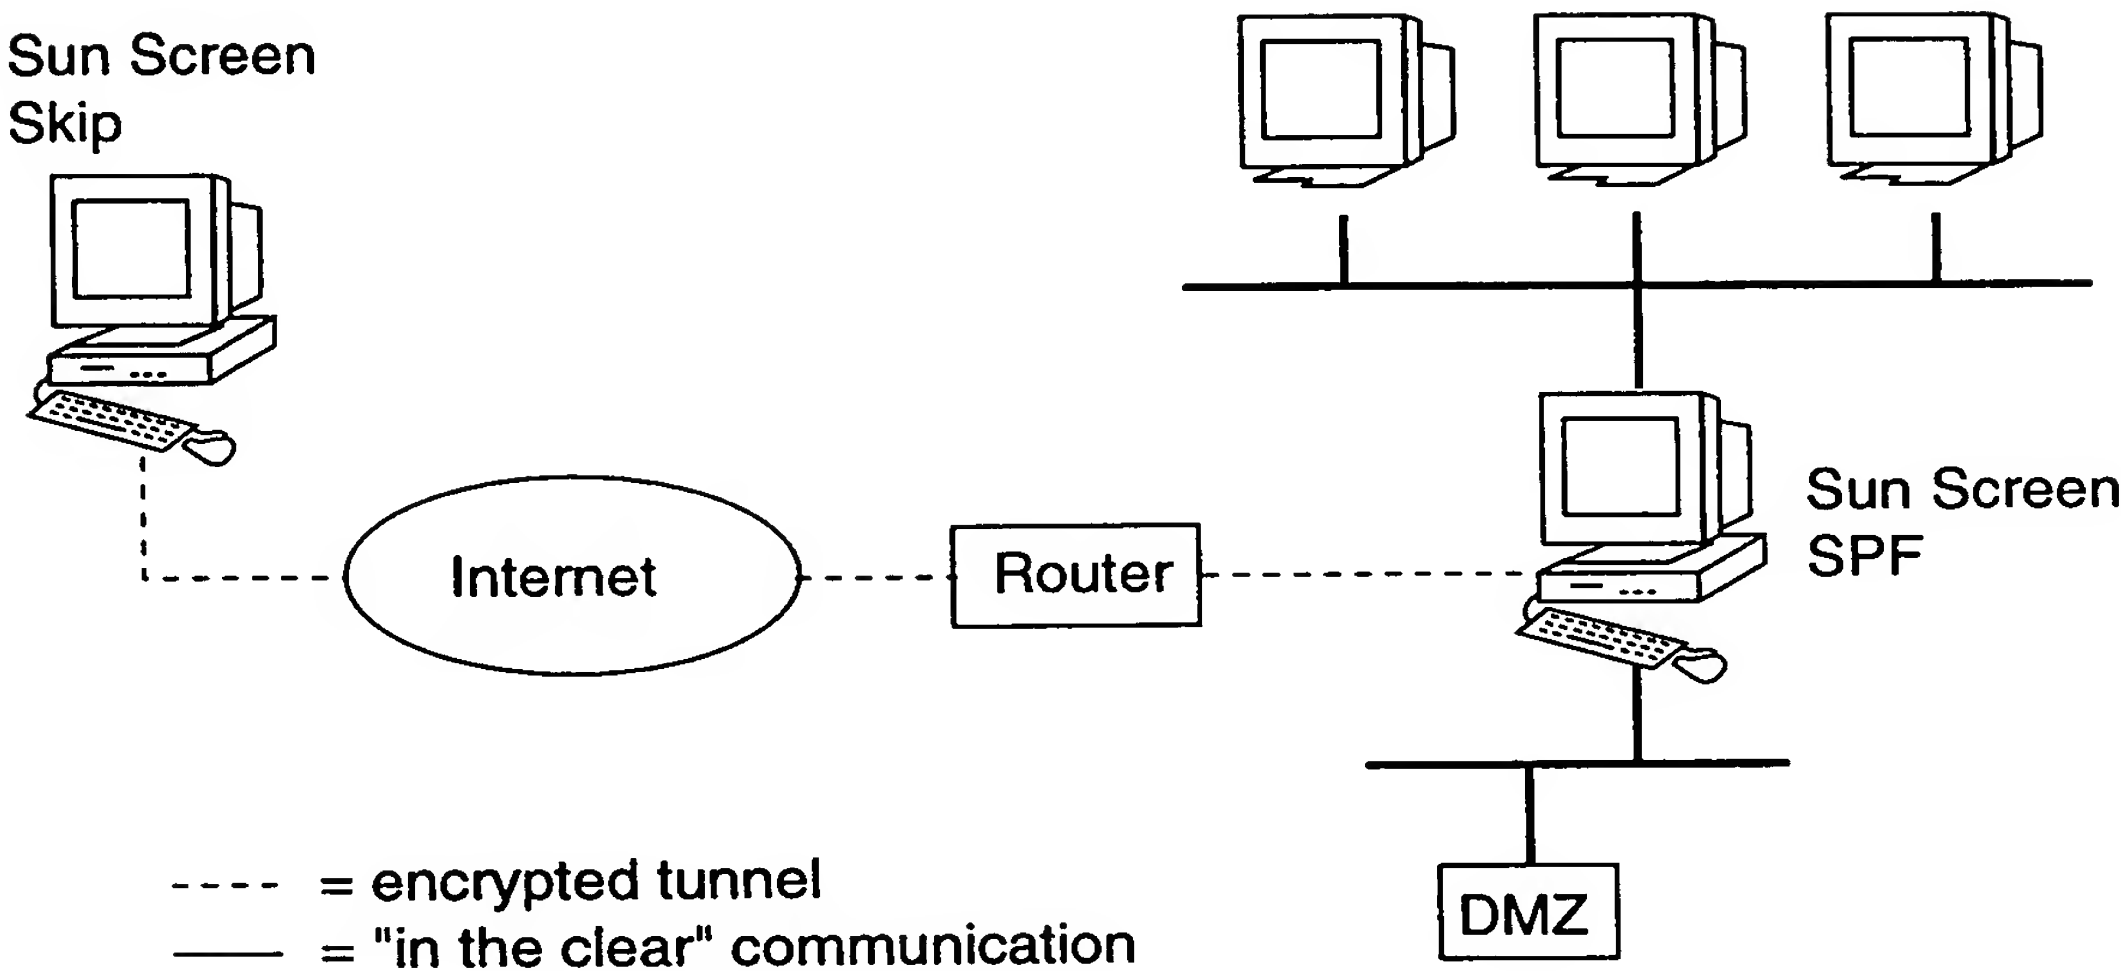 Sun Screen
Skip
Internet
Router
Sun Screen
SPF
DMZ
= encrypted tunnel
= "in the clear" communication